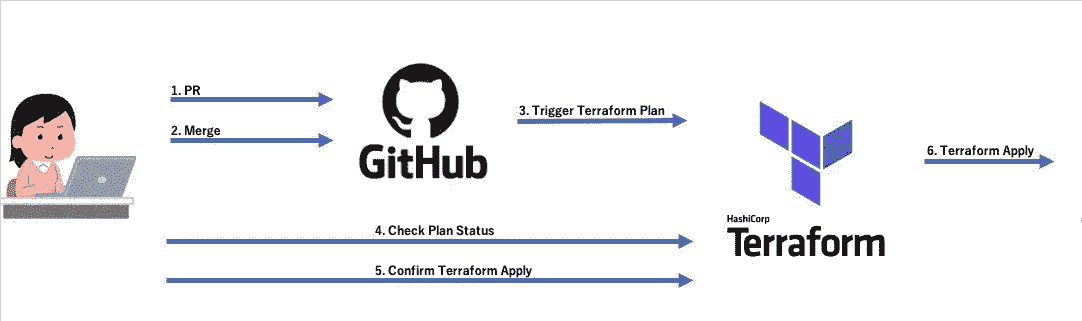 1. PR
2. Merge
GitHub
3. Trigger Terraform Plan
HashiCorp
Terraform
4. Check Plan Status
5. Confirm Terraform Apply
6. Terraform Apply